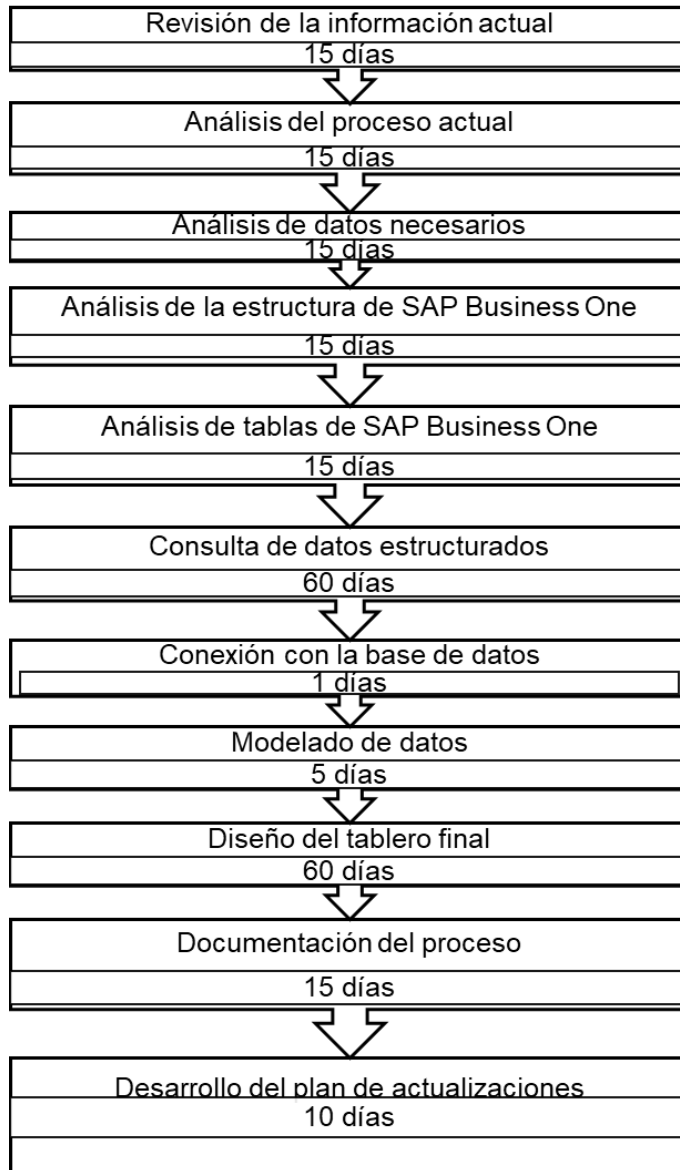 Revisión de la información actual
15 días
Análisis del proceso actual
15 días
Análisis de datos necesarios
15 días
Análisis de la estructura de SAP Business One
15 días
Análisis de tablas de SAP Business One
15 días
Consulta de datos estructurados
60 días
Conexión con la base de datos
1 días
Modelado de datos
5 días
Diseño del tablero final
60 días
Documentación del proceso
15 días
Desarrollo del plan de actualizaciones
10 días